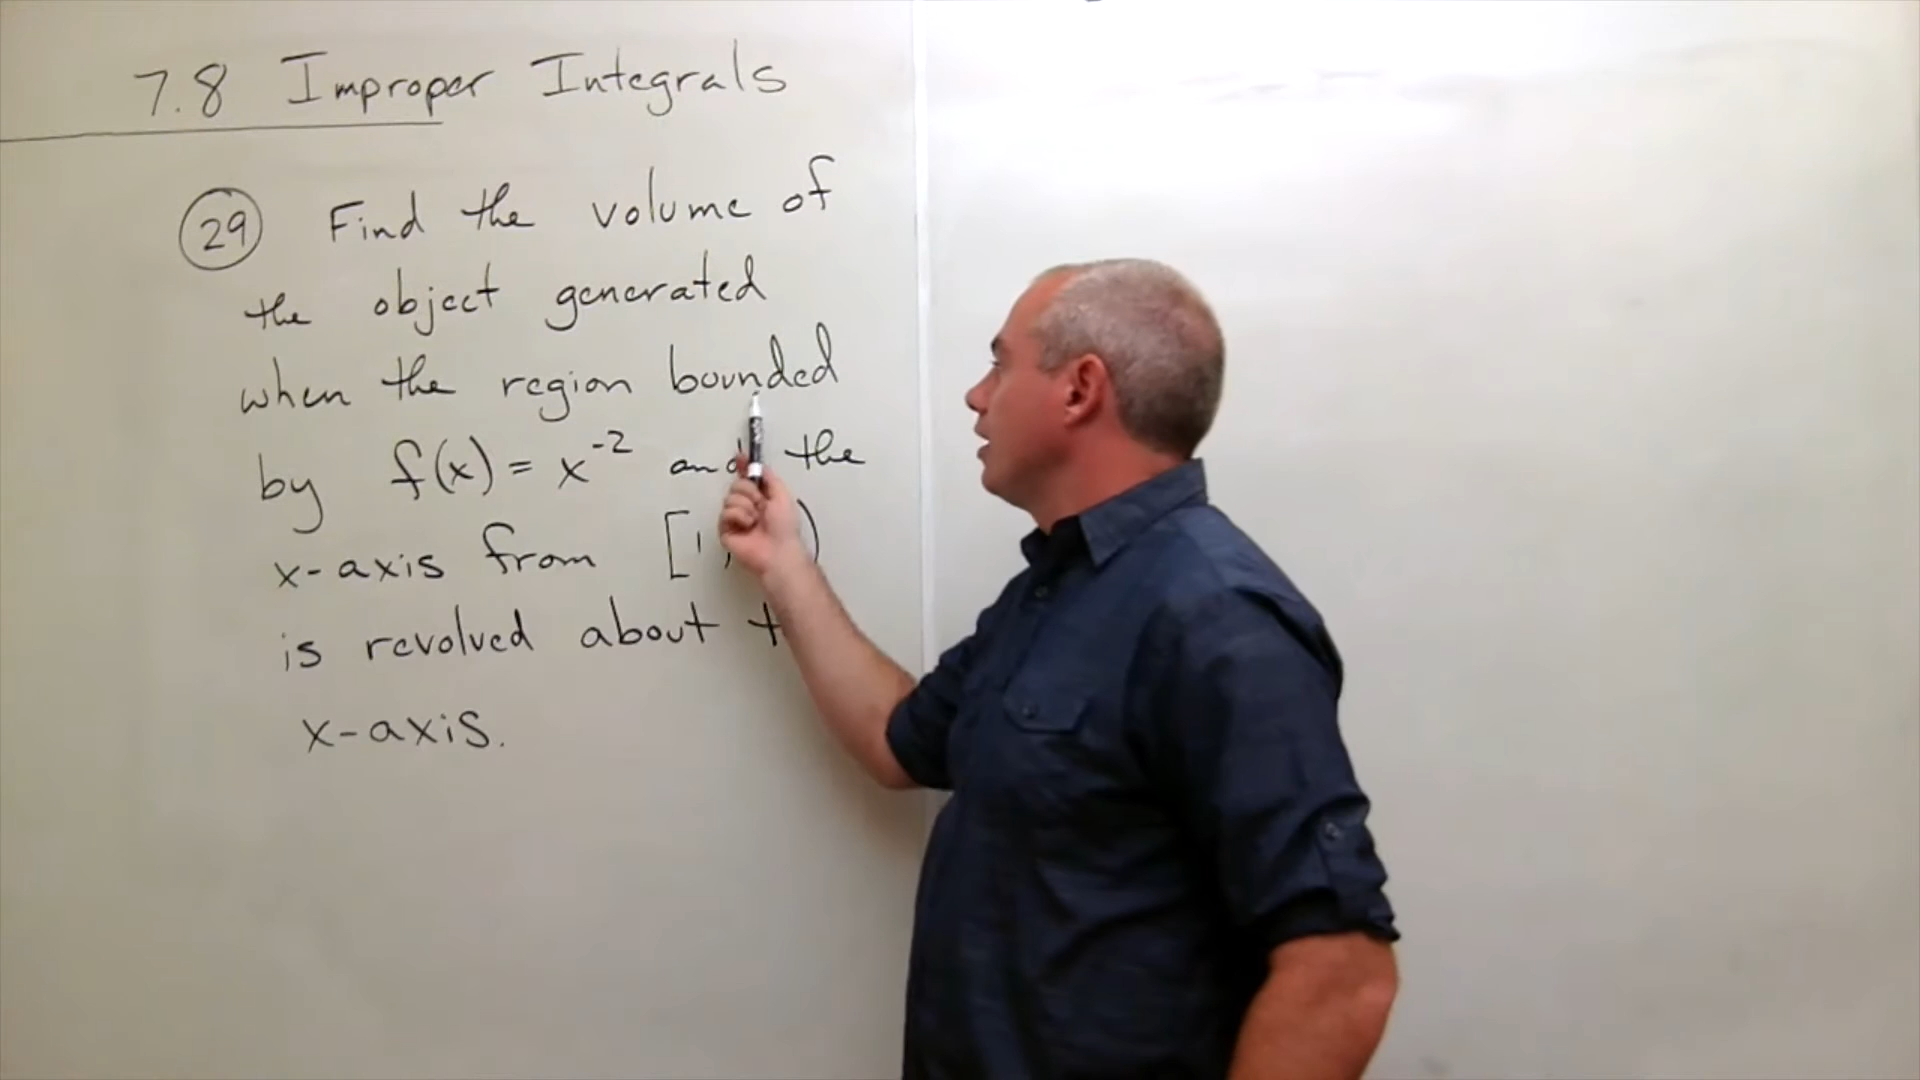 7.8 Improper Integrals
29 Find the volume of
the object generated
when the region bounded
by f(x) = x⁻² and the
x-axis from [1, )
is revolved about
x-axis.